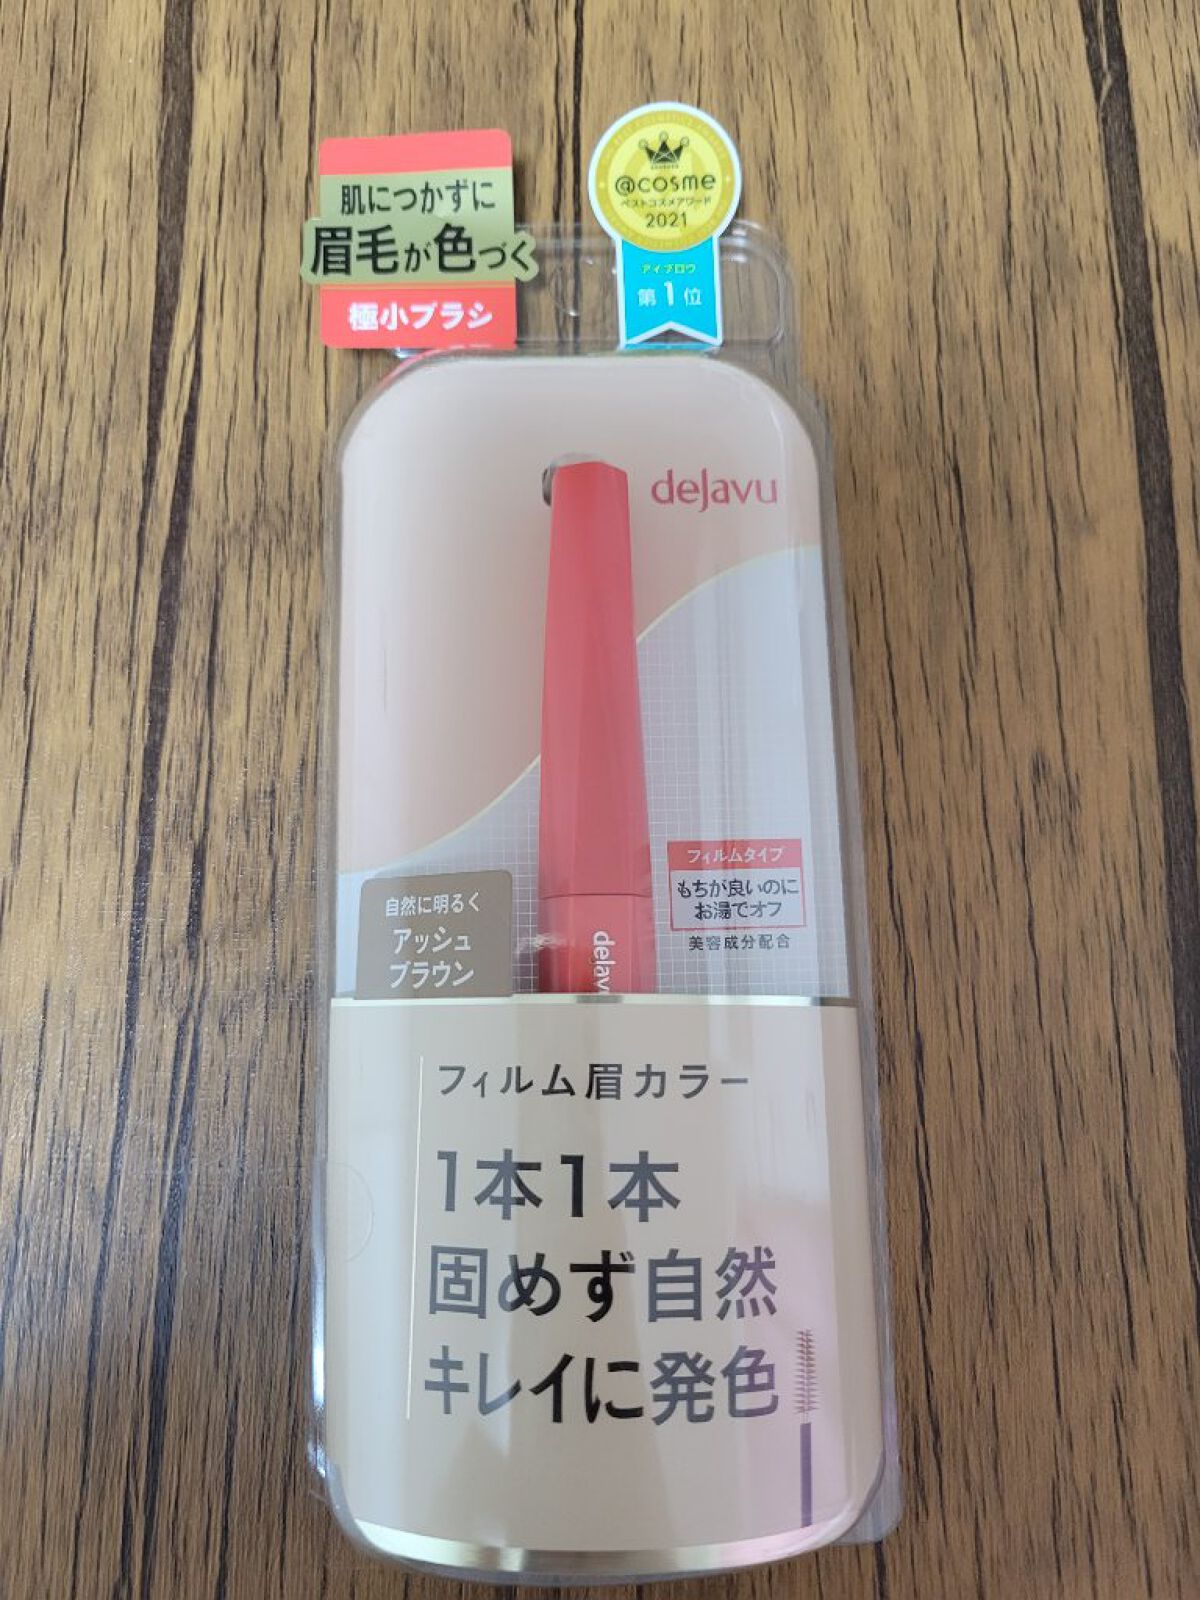 肌につかずに
眉毛が色づく
極小ブラシ
@cosme
ベストコスメアワード
2021
アイブロウ
第1位
dejavu
フィルムタイプ
もちが良いのに
お湯でオフ
美容成分配合
自然に明るく
アッシュ
ブラウン
dejav
フィルム眉カラー
1本1本
固めず自然
キレイに発色